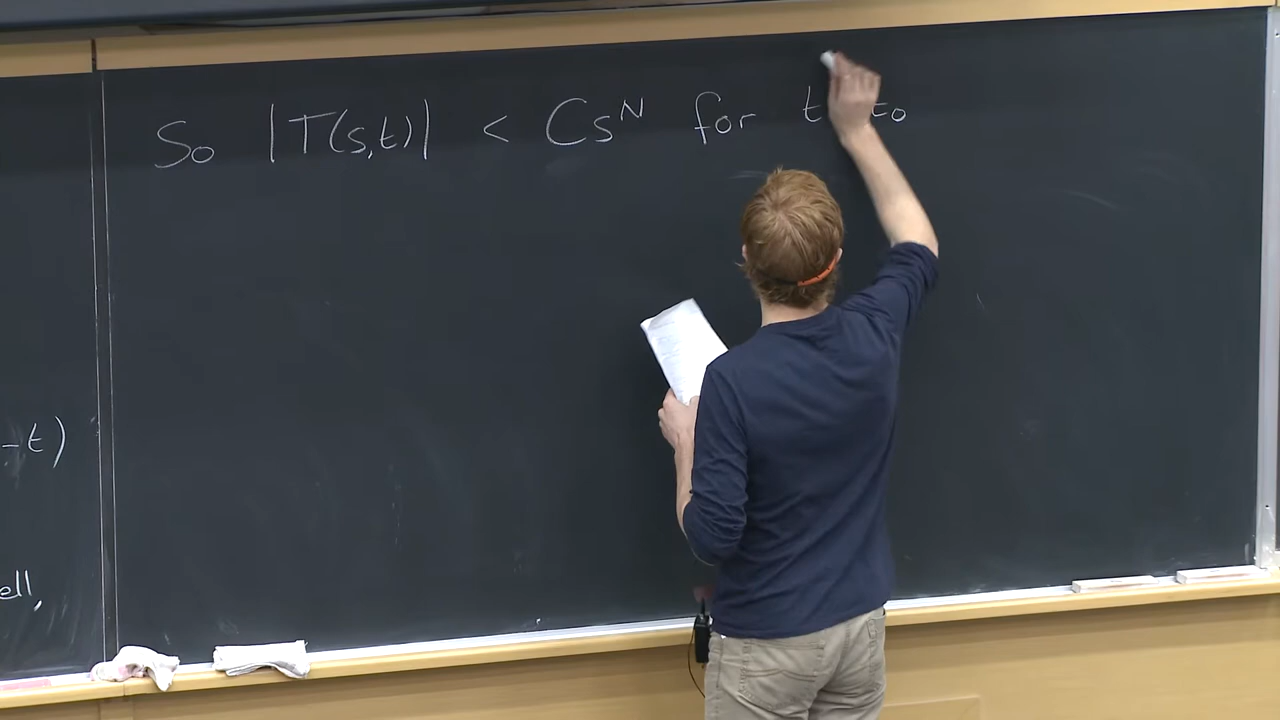 So |T(s,t)| < Cs^N for t t₀
-t)
ell,